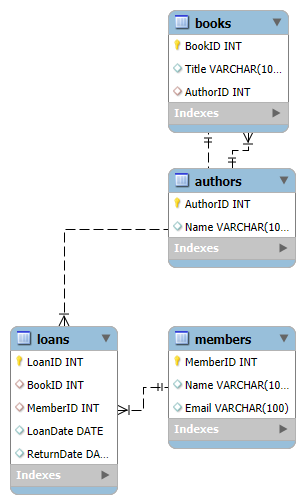 books
BookID INT
Title VARCHAR(10...
AuthorID INT
Indexes
authors
AuthorID INT
Name VARCHAR(10...
Indexes
loans
LoanID INT
BookID INT
MemberID INT
LoanDate DATE
ReturnDate DA...
Indexes
members
MemberID INT
Name VARCHAR(10...
Email VARCHAR(100)
Indexes